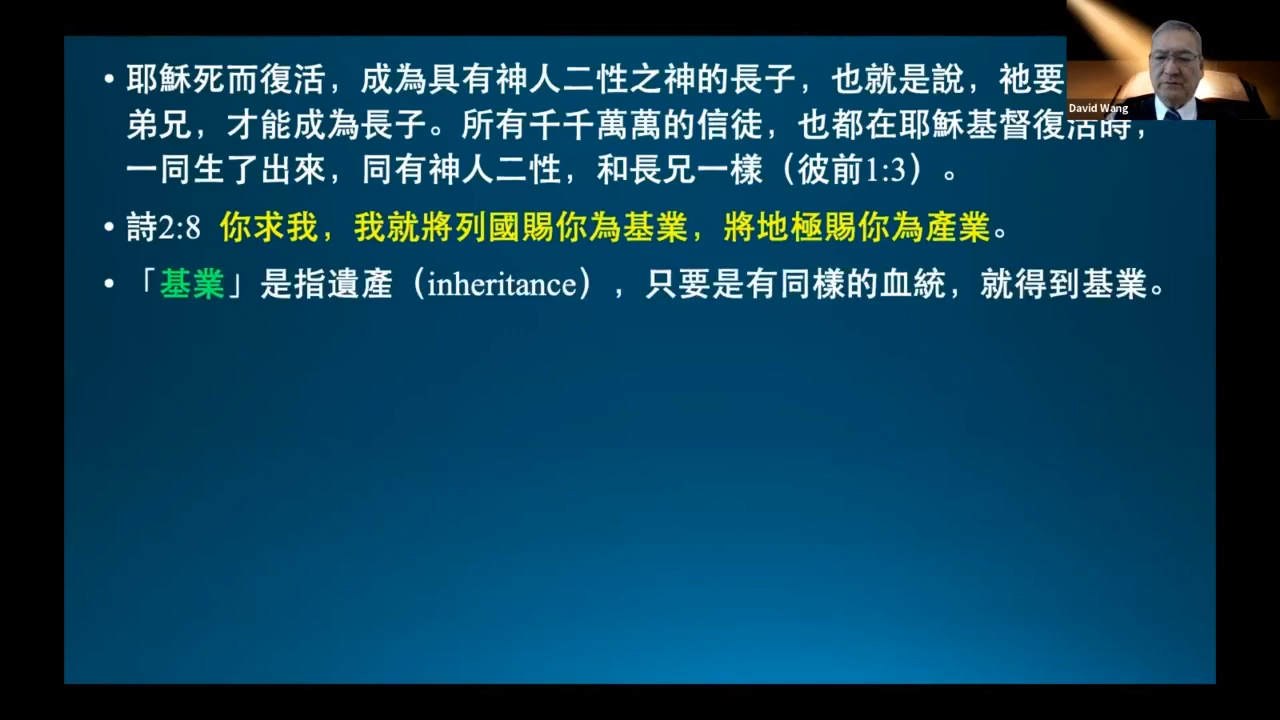 • 耶穌死而復活，成為具有神人二性之神的長子，也就是說，祂要
弟兄，才能成為長子。所有千千萬萬的信徒，也都在耶穌基督復活時，
一同生了出來，同有神人二性，和長兄一樣（彼前1:3）。
• 詩2:8 你求我，我就將列國賜你為基業，將地極賜你為產業。
• 「基業」是指遺產（inheritance），只要是有同樣的血統，就得到基業。
David Wang